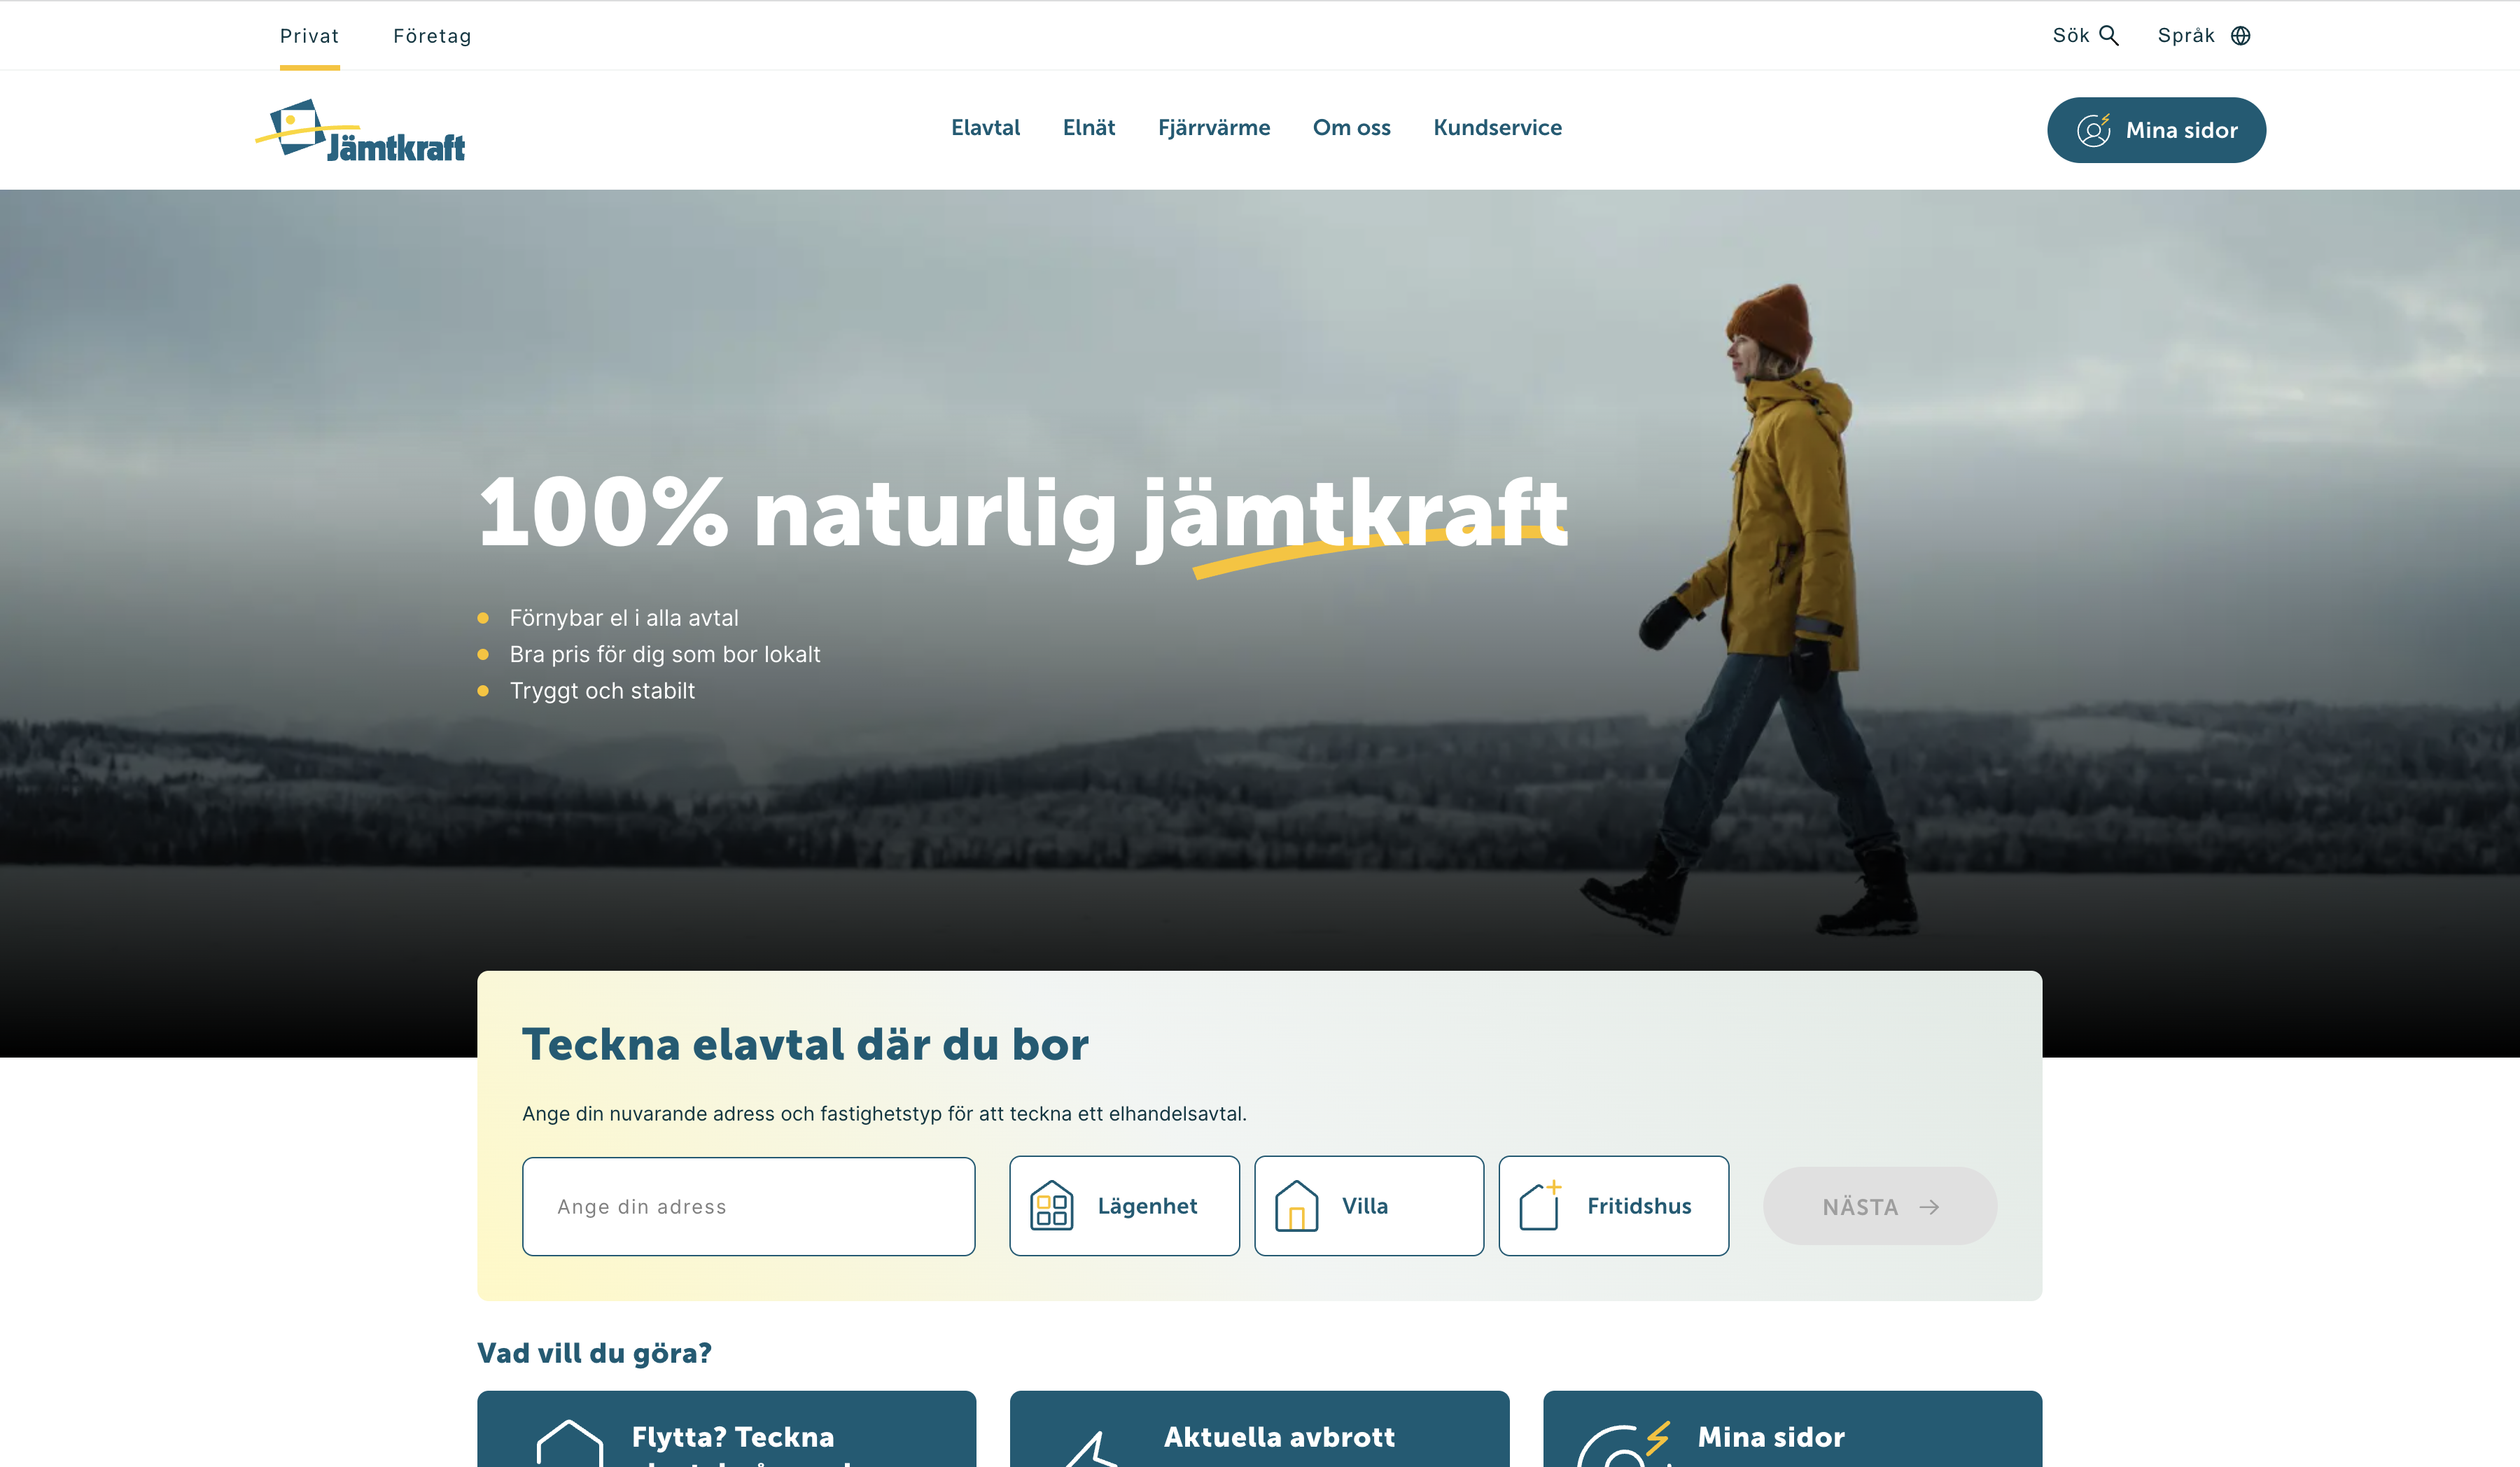 Privat
Företag
Sök
Språk
Jämtkraft
Elavtal
Elnät
Fjärrvärme
Om oss
Kundservice
Mina sidor
100% naturlig jämtkraft
Förnybar el i alla avtal
Bra pris för dig som bor lokalt
Tryggt och stabilt
Teckna elavtal där du bor
Ange din nuvarande adress och fastighetstyp för att teckna ett elhandelsavtal.
Ange din adress
Lägenhet
Villa
Fritidshus
NÄSTA
Vad vill du göra?
Flytta? Teckna
Aktuella avbrott
Mina sidor